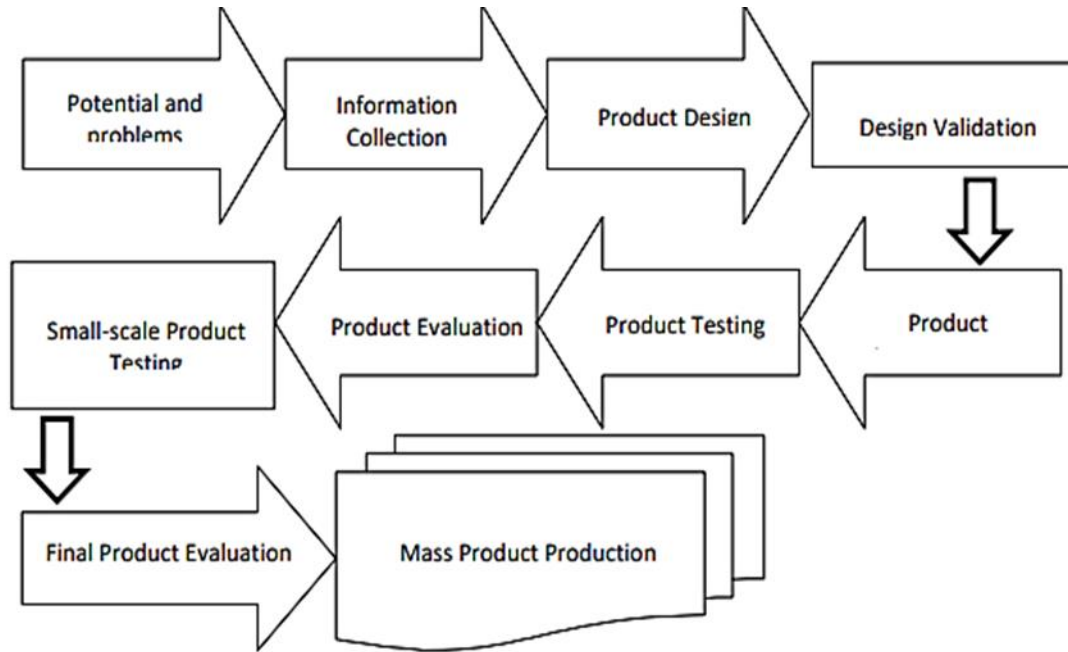 Potential and
problems
Information
Collection
Product Design
Design Validation
Small-scale Product
Testing
Product Evaluation
Product Testing
Product
Final Product Evaluation
Mass Product Production